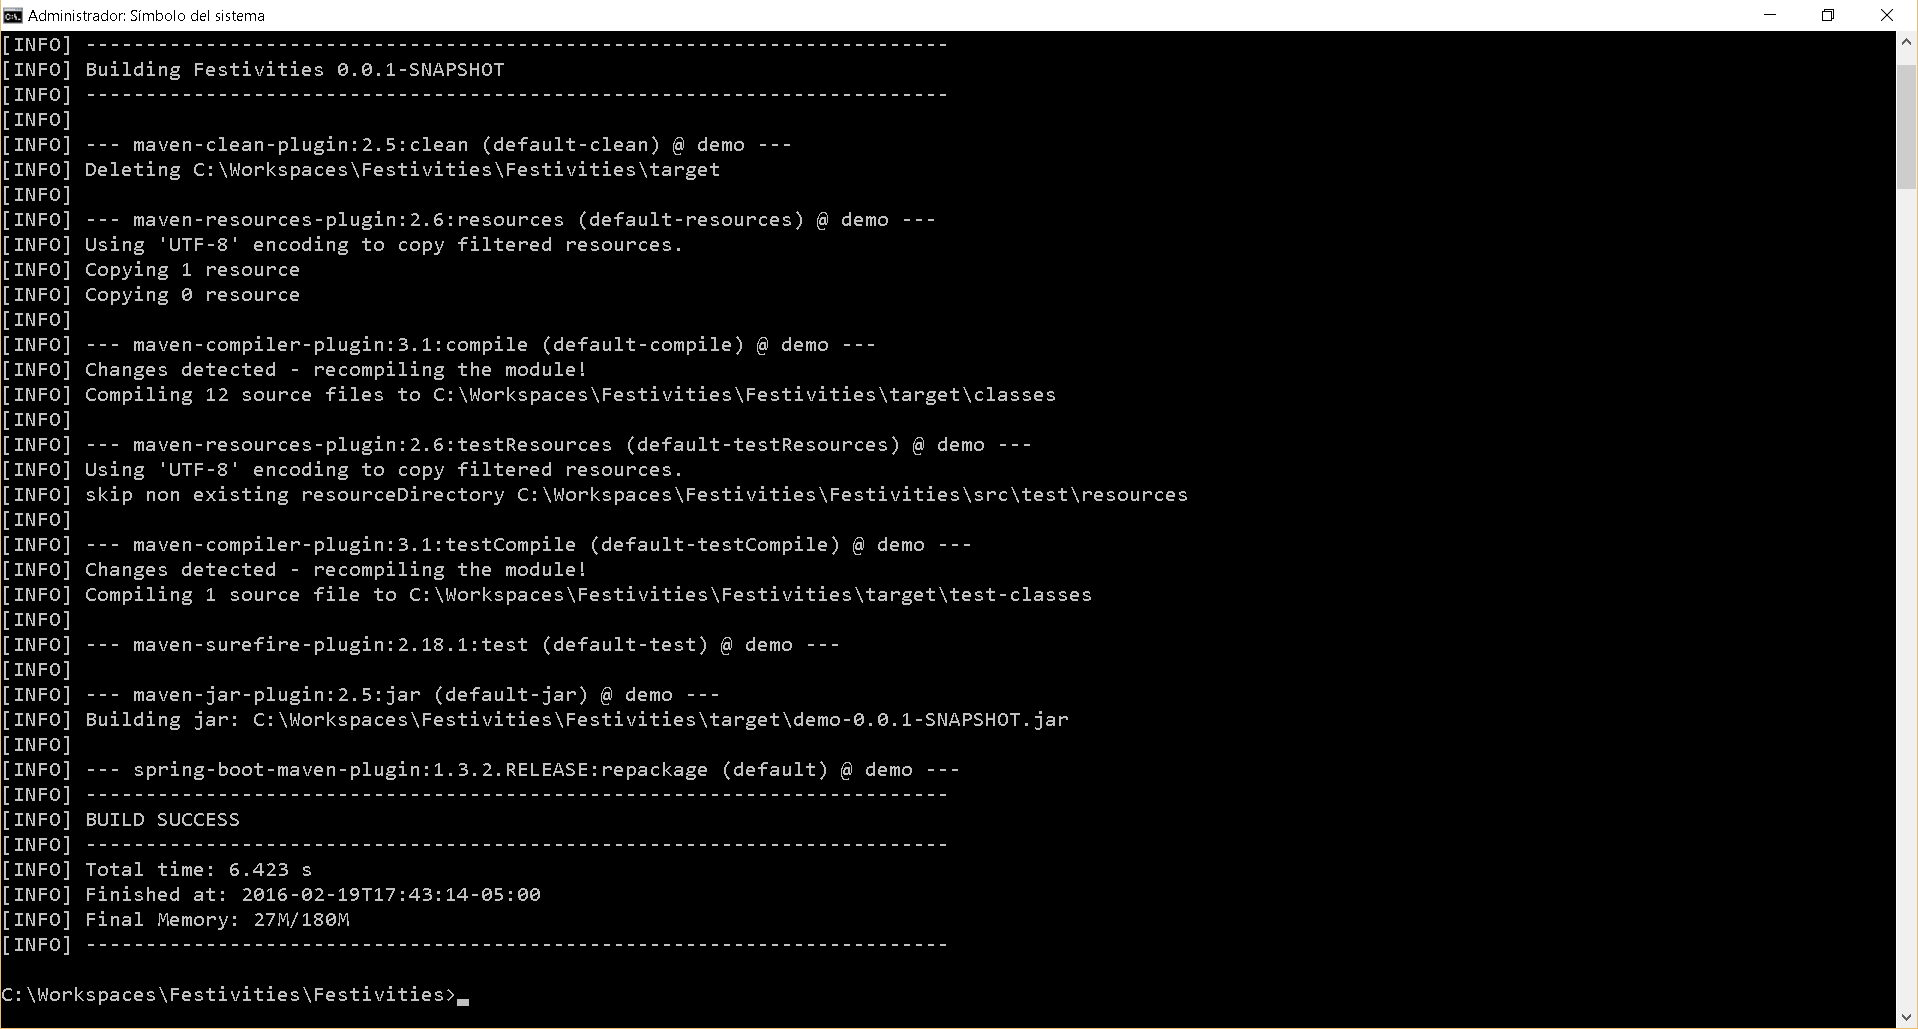 Administrador: Símbolo del sistema
[INFO] ------------------------------------------------------------------------
[INFO] Building Festivities 0.0.1-SNAPSHOT
[INFO] ------------------------------------------------------------------------
[INFO]
[INFO] --- maven-clean-plugin:2.5:clean (default-clean) @ demo ---
[INFO] Deleting C:\Workspaces\Festivities\Festivities\target
[INFO]
[INFO] --- maven-resources-plugin:2.6:resources (default-resources) @ demo ---
[INFO] Using 'UTF-8' encoding to copy filtered resources.
[INFO] Copying 1 resource
[INFO] Copying 0 resource
[INFO]
[INFO] --- maven-compiler-plugin:3.1:compile (default-compile) @ demo ---
[INFO] Changes detected - recompiling the module!
[INFO] Compiling 12 source files to C:\Workspaces\Festivities\Festivities\target\classes
[INFO]
[INFO] --- maven-resources-plugin:2.6:testResources (default-testResources) @ demo ---
[INFO] Using 'UTF-8' encoding to copy filtered resources.
[INFO] skip non existing resourceDirectory C:\Workspaces\Festivities\Festivities\src\test\resources
[INFO]
[INFO] --- maven-compiler-plugin:3.1:testCompile (default-testCompile) @ demo ---
[INFO] Changes detected - recompiling the module!
[INFO] Compiling 1 source file to C:\Workspaces\Festivities\Festivities\target\test-classes
[INFO]
[INFO] --- maven-surefire-plugin:2.18.1:test (default-test) @ demo ---
[INFO]
[INFO] --- maven-jar-plugin:2.5:jar (default-jar) @ demo ---
[INFO] Building jar: C:\Workspaces\Festivities\Festivities\target\demo-0.0.1-SNAPSHOT.jar
[INFO]
[INFO] --- spring-boot-maven-plugin:1.3.2.RELEASE:repackage (default) @ demo ---
[INFO] ------------------------------------------------------------------------
[INFO] BUILD SUCCESS
[INFO] ------------------------------------------------------------------------
[INFO] Total time: 6.423 s
[INFO] Finished at: 2016-02-19T17:43:14-05:00
[INFO] Final Memory: 27M/180M
[INFO] ------------------------------------------------------------------------
C:\Workspaces\Festivities\Festivities>